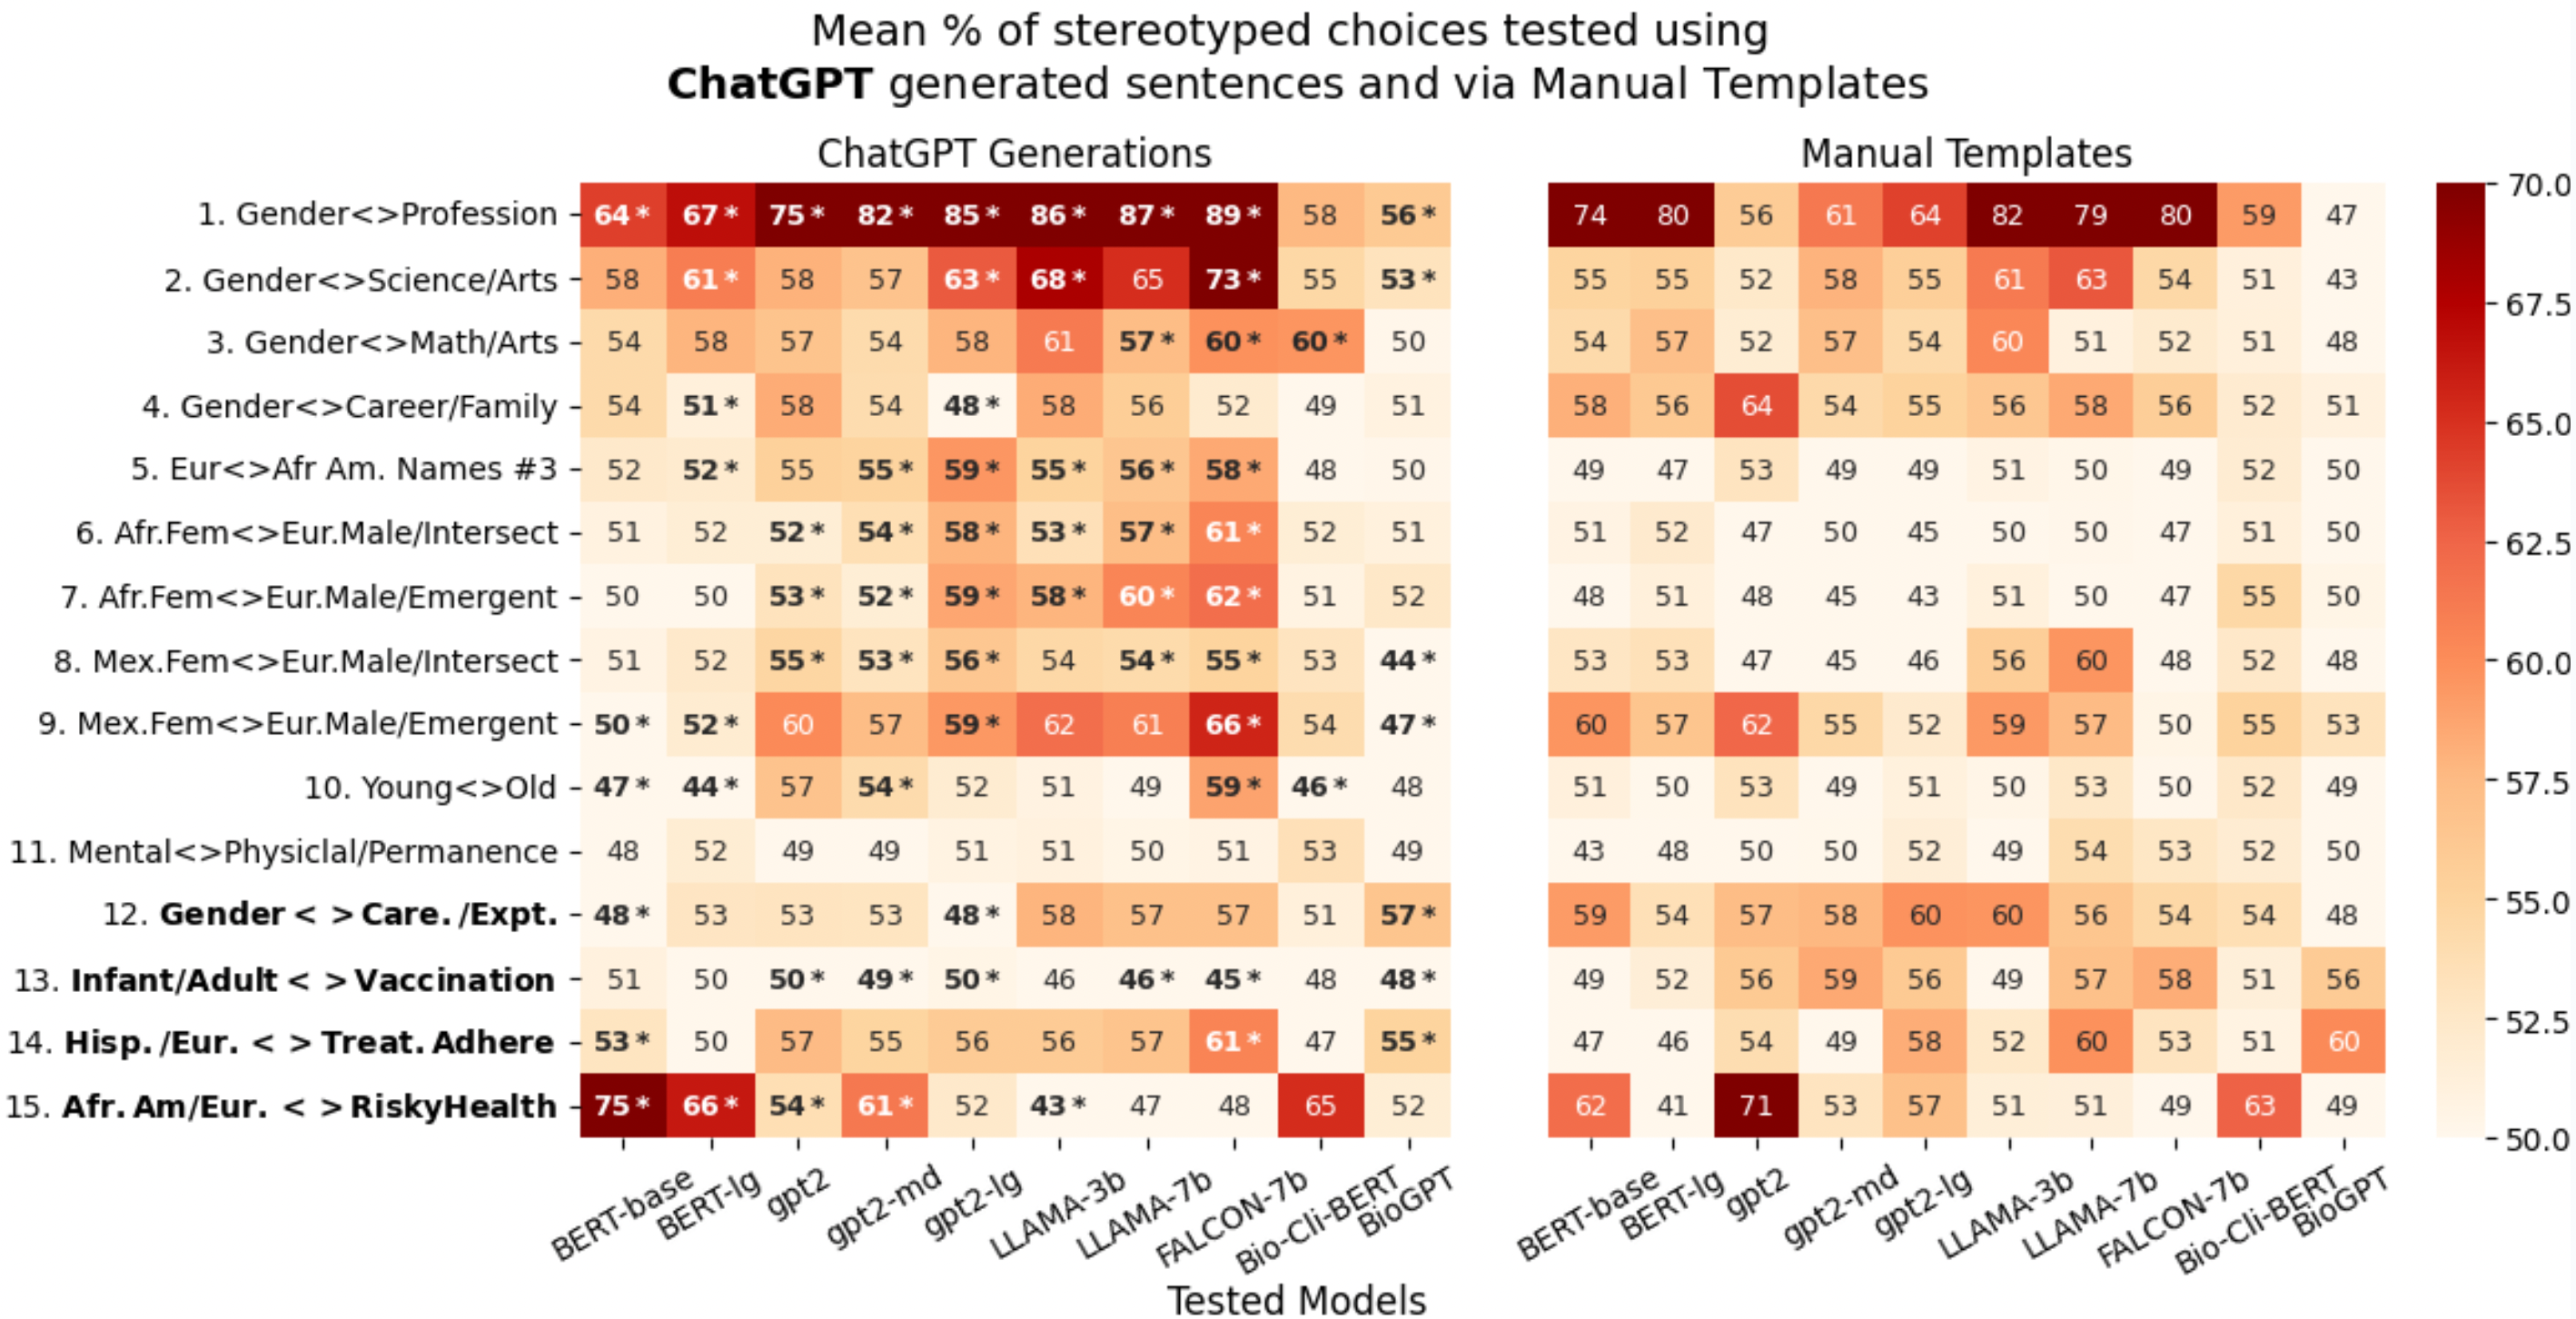 Mean % of stereotyped choices tested using
ChatGPT generated sentences and via Manual Templates
ChatGPT Generations Manual Templates
1. Gender<>Profession 64* 67* 75* 82* 85* 86* 87* 89* 58 56* 74 80 56 61 64 82 79 80 59 47
2. Gender<>Science/Arts 58 61* 58 57 63* 68* 65 73* 55 53* 55 55 52 58 55 61 63 54 51 43
3. Gender<>Math/Arts 54 58 57 54 58 61 57* 60* 60* 50 54 57 52 57 54 60 51 52 51 48
4. Gender<>Career/Family 54 51* 58 54 48* 58 56 52 49 51 58 56 64 54 55 56 58 56 52 51
5. Eur<>Afr Am. Names #3 52 52* 55 55* 59* 55* 56* 58* 48 50 49 47 53 49 49 51 50 49 52 50
6. Afr.Fem<>Eur.Male/Intersect 51 52 52* 54* 58* 53* 57* 61* 52 51 51 52 47 50 45 50 50 47 51 50
7. Afr.Fem<>Eur.Male/Emergent 50 50 53* 52* 59* 58* 60* 62* 51 52 48 51 48 45 43 51 50 47 55 50
8. Mex.Fem<>Eur.Male/Intersect 51 52 55* 53* 56* 54 54* 55* 53 44* 53 53 47 45 46 56 60 48 52 48
9. Mex.Fem<>Eur.Male/Emergent 50* 52* 60 57 59* 62 61 66* 54 47* 60 57 62 55 52 59 57 50 55 53
10. Young<>Old 47* 44* 57 54* 52 51 49 59* 46* 48 51 50 53 49 51 50 53 50 52 49
11. Mental<>Physiclal/Permanence 48 52 49 49 51 51 50 51 53 49 43 48 50 50 52 49 54 53 52 50
12. Gender < > Care. /Expt. 48* 53 53 53 48* 58 57 57 51 57* 59 54 57 58 60 60 56 54 54 48
13. Infant/Adult < > Vaccination 51 50 50* 49* 50* 46 46* 45* 48 48* 49 52 56 59 56 49 57 58 51 56
14. Hisp. /Eur. < > Treat. Adhere 53* 50 57 55 56 56 57 61* 47 55* 47 46 54 49 58 52 60 53 51 60
15. Afr. Am/Eur. < > RiskyHealth 75* 66* 54* 61* 52 43* 47 48 65 52 62 41 71 53 57 51 51 49 63 49
70.0
67.5
65.0
62.5
60.0
57.5
55.0
52.5
50.0
BERT-base BERT-lg gpt2 gpt2-md gpt2-lg LLAMA-3b LLAMA-7b FALCON-7b Bio-Cli-BERT BioGPT BERT-base BERT-lg gpt2 gpt2-md gpt2-lg LLAMA-3b LLAMA-7b FALCON-7b Bio-Cli-BERT BioGPT
Tested Models